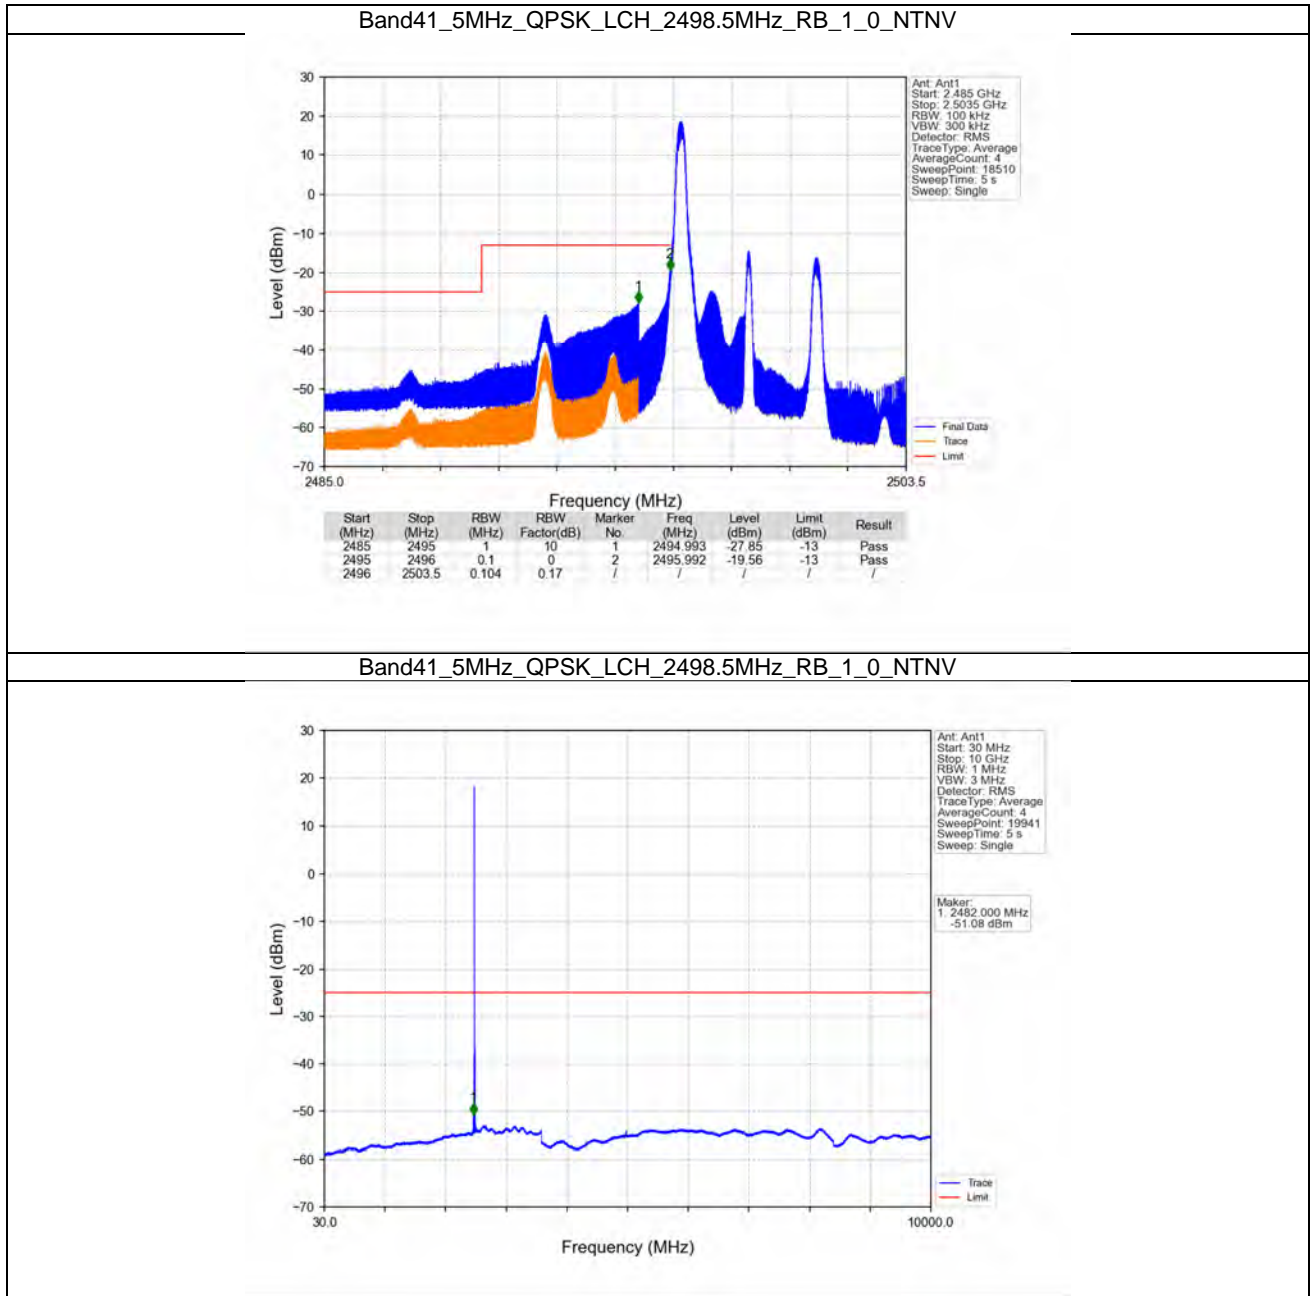 Band41_5MHz_QPSK_LCH_2498.5MHz_RB_1_0_NTNV
Ant: Ant1
Start: 2.485 GHz
Stop: 2.5035 GHz
RBW: 100 kHz
VBW: 300 kHz
Detector: RMS
TraceType: Average
AverageCount: 4
SweepPoint: 18510
SweepTime: 5 s
Sweep: Single
30
20
10
0
−10
−20
−30
−40
−50
−60
−70
Level (dBm)
1
2
Final Data
Trace
Limit
2485.0 2503.5
Frequency (MHz)
Start (MHz) Stop (MHz) RBW (MHz) RBW Factor(dB) Marker No. Freq (MHz) Level (dBm) Limit (dBm) Result
2485 2495 1 10 1 2494.993 -27.85 -13 Pass
2495 2496 0.1 0 2 2495.992 -19.56 -13 Pass
2496 2503.5 0.104 0.17 / / / / /
Band41_5MHz_QPSK_LCH_2498.5MHz_RB_1_0_NTNV
Ant: Ant1
Start: 30 MHz
Stop: 10 GHz
RBW: 1 MHz
VBW: 3 MHz
Detector: RMS
TraceType: Average
AverageCount: 4
SweepPoint: 19941
SweepTime: 5 s
Sweep: Single
Maker:
1. 2482.000 MHz
-51.08 dBm
30
20
10
0
−10
−20
−30
−40
−50
−60
−70
Level (dBm)
1
Trace
Limit
30.0 10000.0
Frequency (MHz)